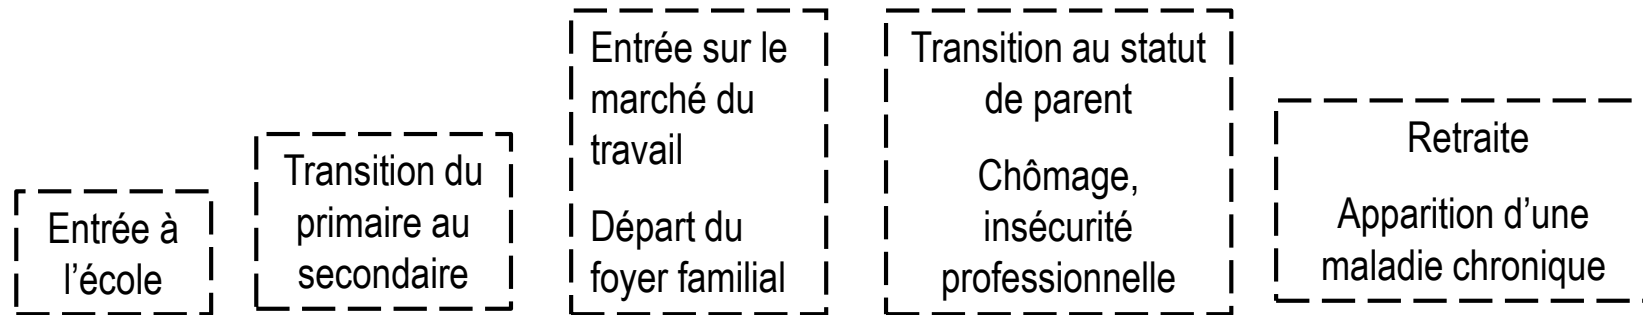 Entrée à
l’école
Transition du
primaire au
secondaire
Entrée sur le
marché du
travail
Départ du
foyer familial
Transition au statut
de parent
Chômage,
insécurité
professionnelle
Retraite
Apparition d’une
maladie chronique